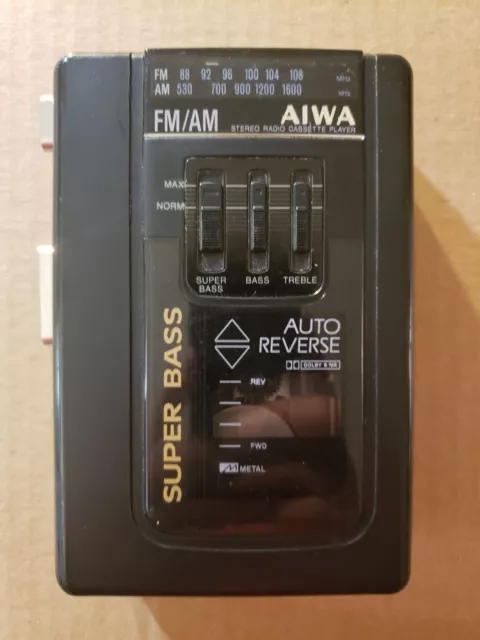 FM 88 92 96 100 104 108 MHz
AM 530 700 900 1200 1600
FM/AM AIWA
STEREO RADIO CASSETTE PLAYER
MAX
NORM
SUPER BASS BASS TREBLE
SUPER BASS
AUTO REVERSE
DOLBY B NR
REV
FWD
METAL